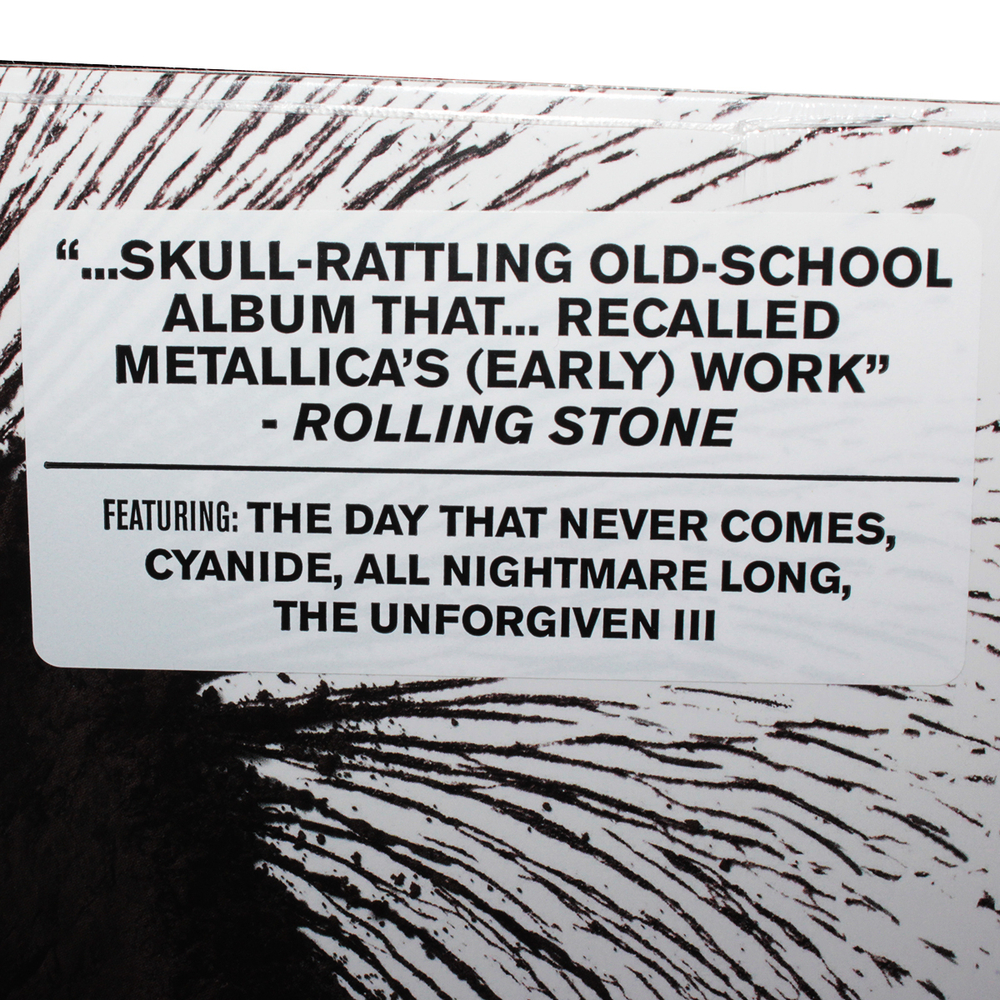 “...SKULL-RATTLING OLD-SCHOOL
ALBUM THAT... RECALLED
METALLICA’S (EARLY) WORK”
- ROLLING STONE
FEATURING: THE DAY THAT NEVER COMES,
CYANIDE, ALL NIGHTMARE LONG,
THE UNFORGIVEN III